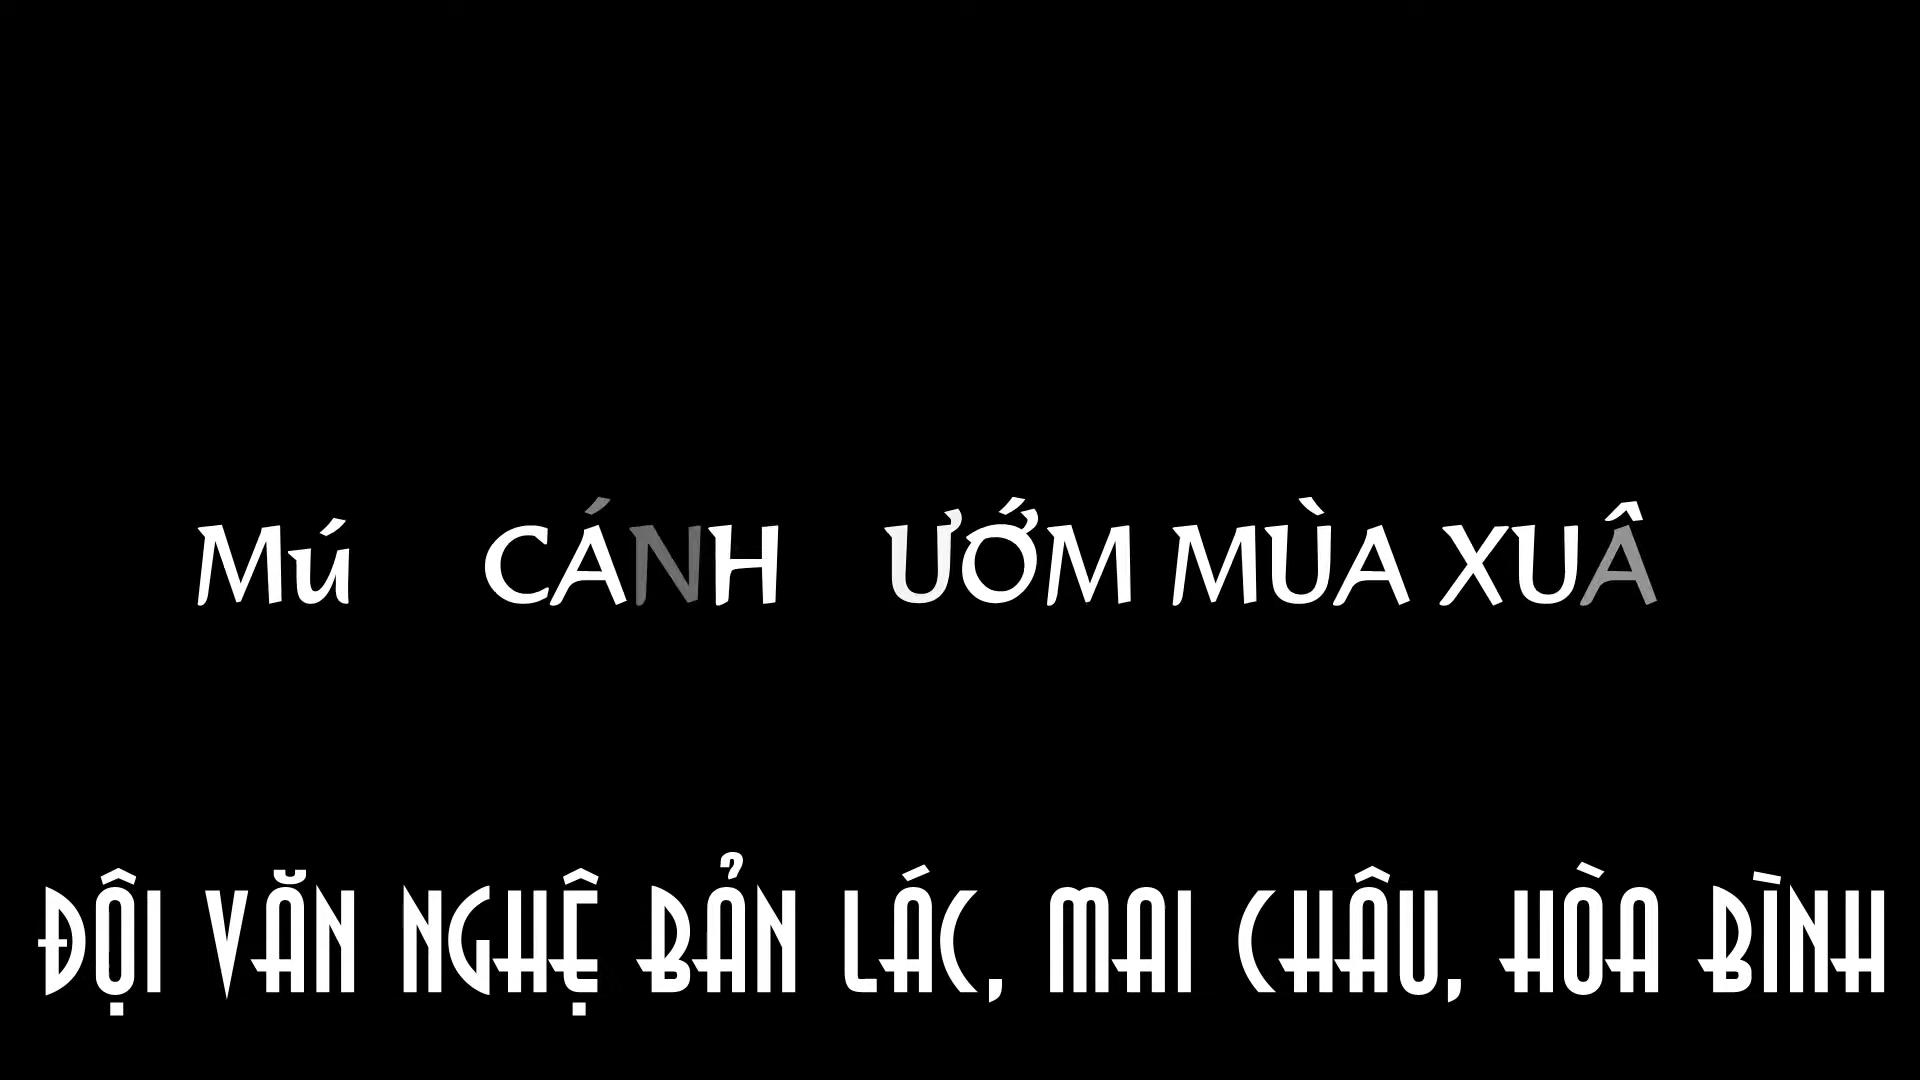 Mú CÁNH ƯỚM MÙA XUÂ
ĐỘI VĂN NGHỆ BẢN LÁC, MAI CHÂU, HÒA BÌNH